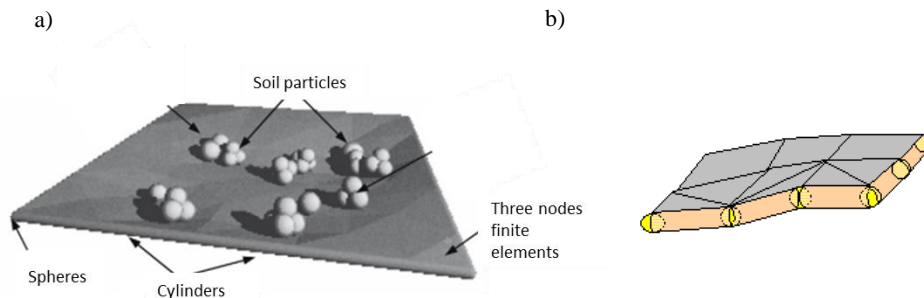 a)
b)
Soil particles
Three nodes
finite
elements
Spheres
Cylinders